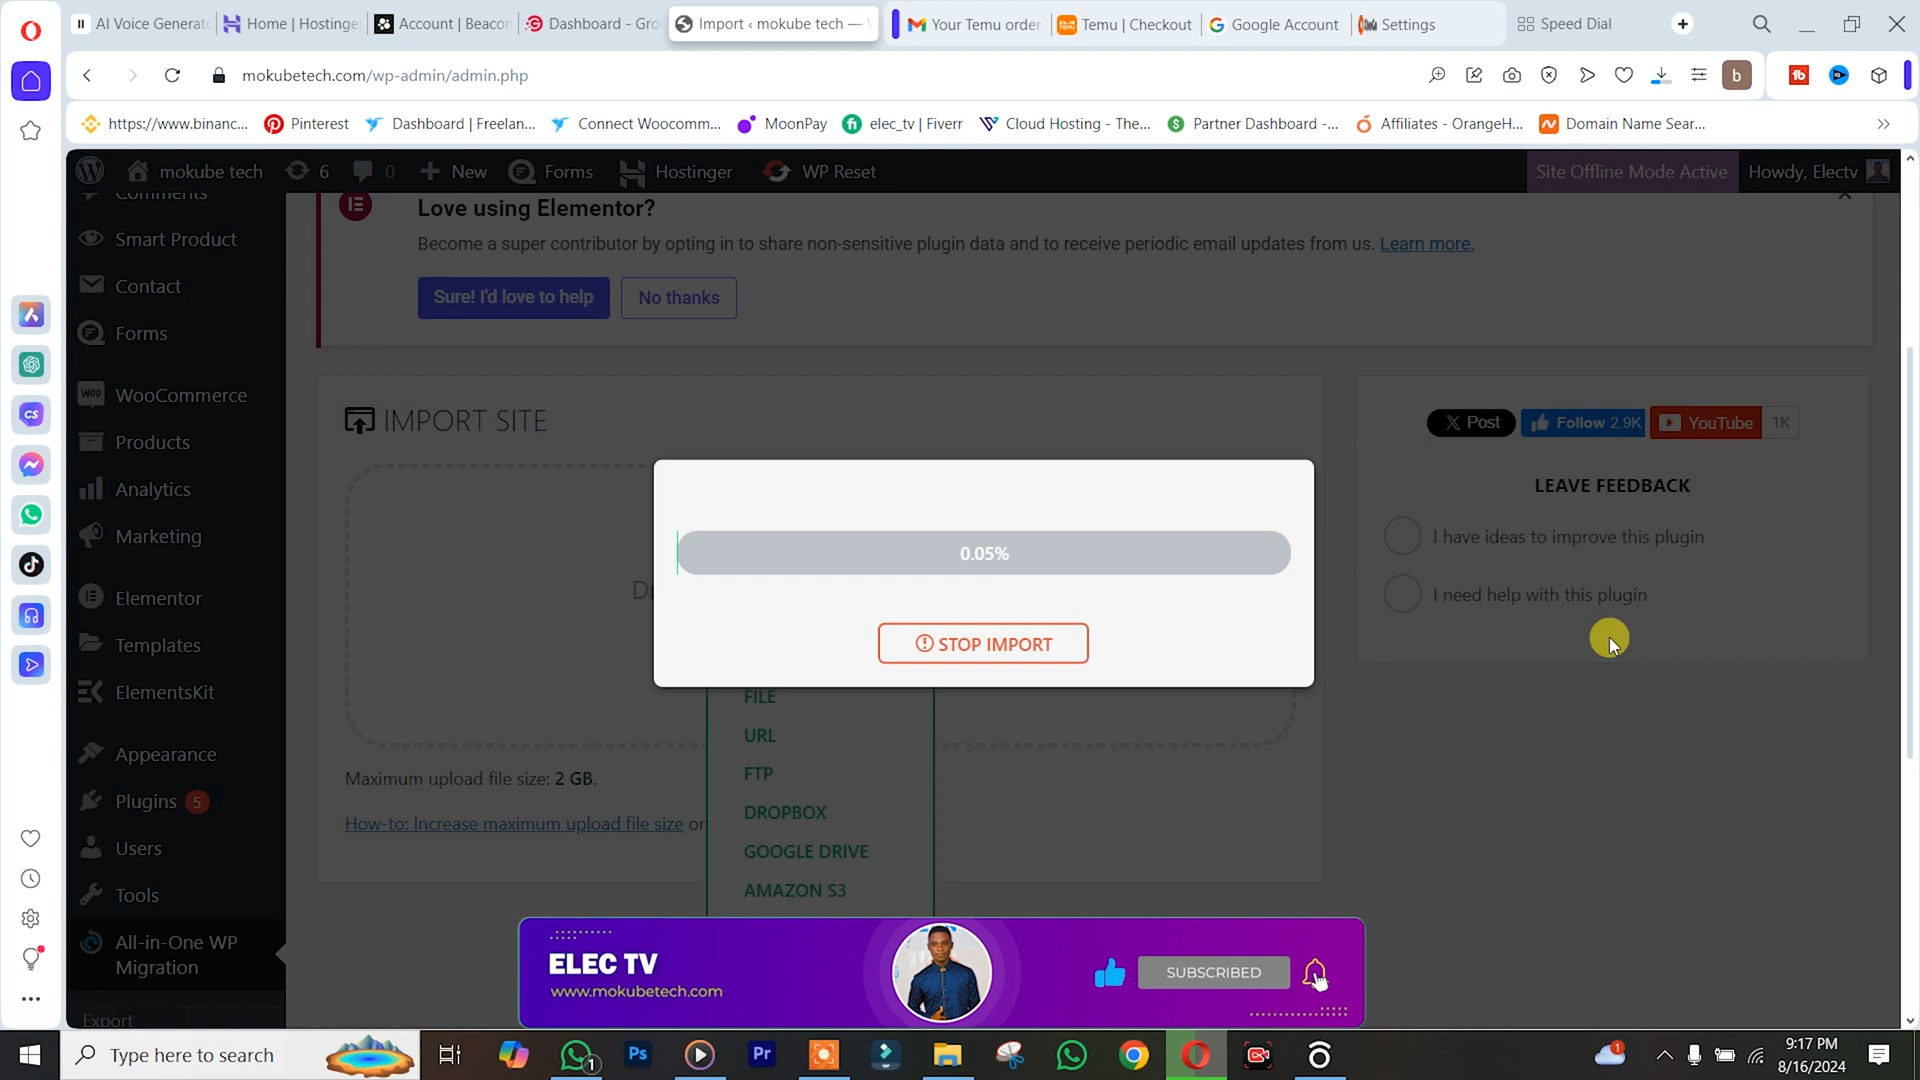 AI Voice Generato
Home | Hostinger
Account | Beacon
Dashboard - Gro
Import ‹ mokube tech — W
Your Temu order
Temu | Checkout
Google Account
Settings
Speed Dial
mokubetech.com/wp-admin/admin.php
b
https://www.binanc...
Pinterest
Dashboard | Freelan...
Connect Woocomm...
MoonPay
elec_tv | Fiverr
Cloud Hosting - The...
Partner Dashboard -...
Affiliates - OrangeH...
Domain Name Sear...
mokube tech
6
0
New
Forms
Hostinger
WP Reset
Site Offline Mode Active
Howdy, Electv
Comments
Smart Product
Contact
Forms
WooCommerce
Products
Analytics
Marketing
Elementor
Templates
ElementsKit
Appearance
Plugins 5
Users
Tools
All-in-One WP
Migration
Export
Love using Elementor?
Become a super contributor by opting in to share non-sensitive plugin data and to receive periodic email updates from us. Learn more.
Sure! I'd love to help
No thanks
IMPORT SITE
0.05%
STOP IMPORT
FILE
URL
FTP
DROPBOX
GOOGLE DRIVE
AMAZON S3
Maximum upload file size: 2 GB.
How-to: Increase maximum upload file size or
X Post
Follow 2.9K
YouTube 1K
LEAVE FEEDBACK
I have ideas to improve this plugin
I need help with this plugin
ELEC TV
www.mokubetech.com
SUBSCRIBED
Type here to search
9:17 PM
8/16/2024